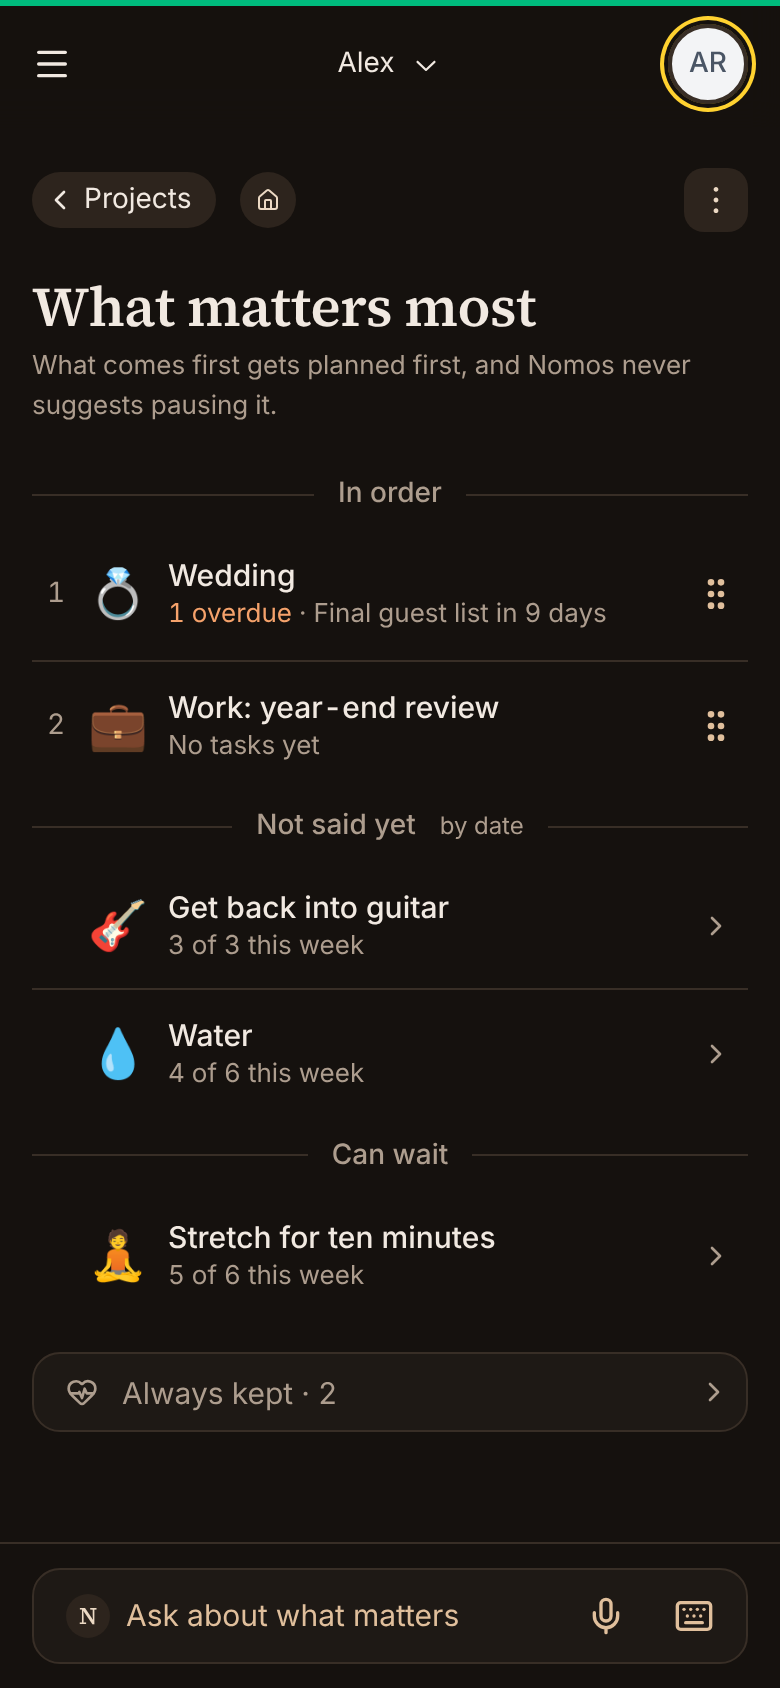 Alex
AR
Projects
What matters most
What comes first gets planned first, and Nomos never
suggests pausing it.
In order
1
Wedding
1 overdue · Final guest list in 9 days
2
Work: year-end review
No tasks yet
Not said yet by date
Get back into guitar
3 of 3 this week
Water
4 of 6 this week
Can wait
Stretch for ten minutes
5 of 6 this week
Always kept · 2
N
Ask about what matters